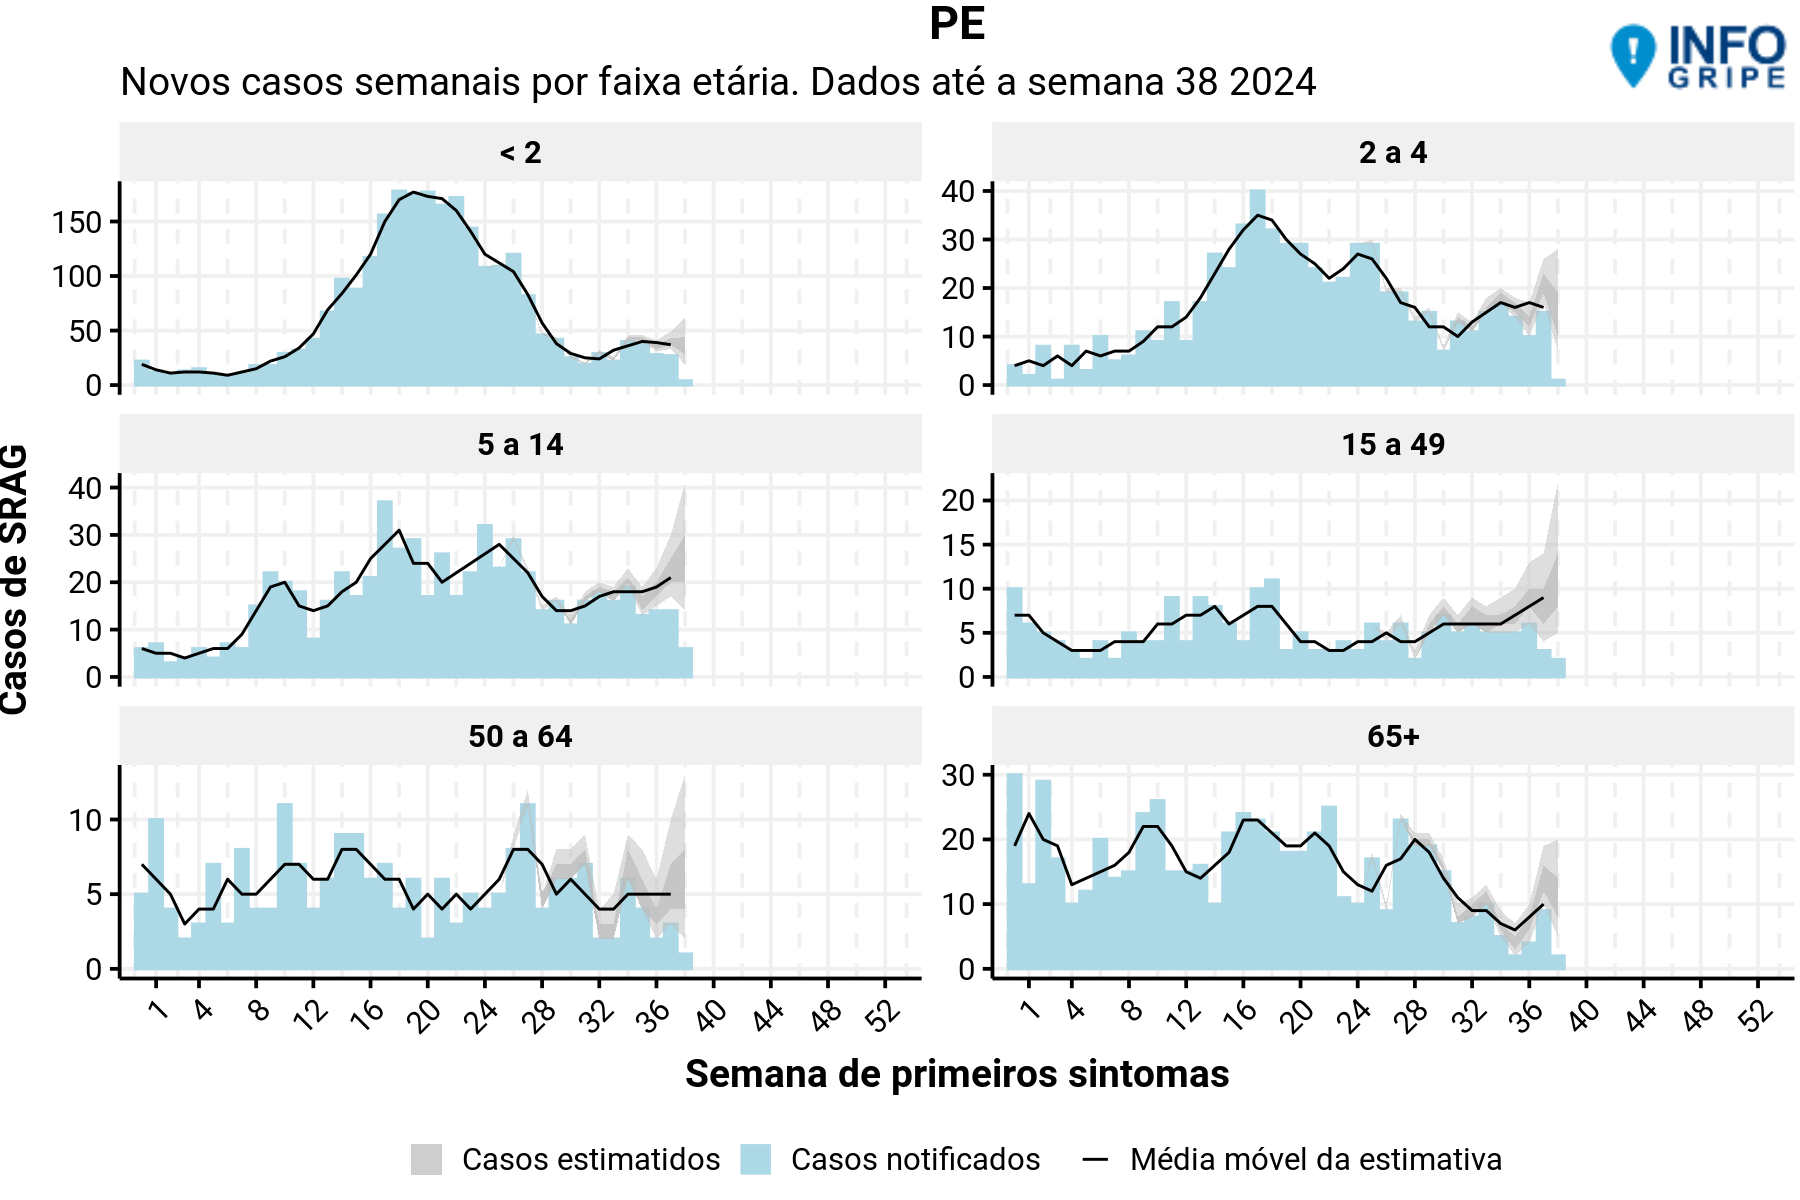 PE
INFO
GRIPE
Novos casos semanais por faixa etária. Dados até a semana 38 2024
< 2
2 a 4
150
100
50
0
40
30
20
10
0
5 a 14
15 a 49
40
30
20
10
0
20
15
10
5
0
50 a 64
65+
10
5
0
30
20
10
0
Casos de SRAG
1 4 8 12 16 20 24 28 32 36 40 44 48 52
1 4 8 12 16 20 24 28 32 36 40 44 48 52
Semana de primeiros sintomas
Casos estimatidos Casos notificados Média móvel da estimativa